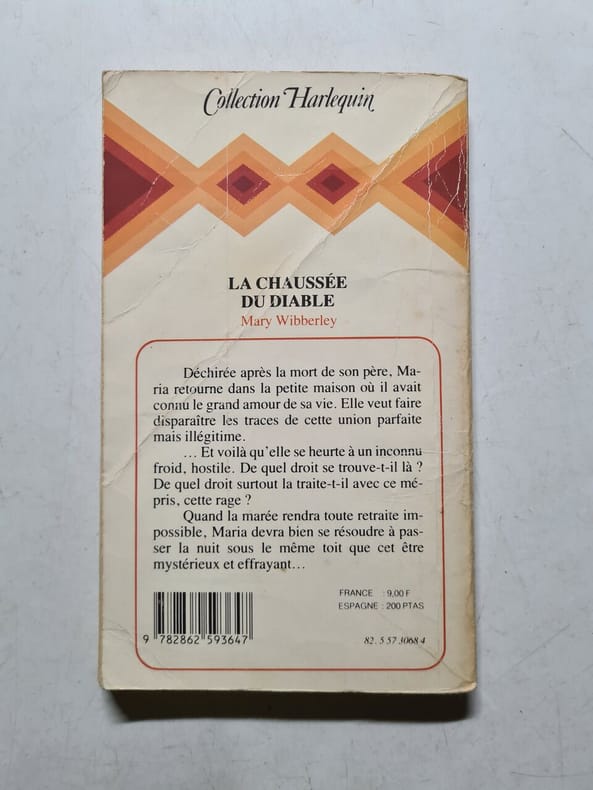 Collection Harlequin
LA CHAUSSÉE
DU DIABLE
Mary Wibberley
Déchirée après la mort de son père, Ma-
ria retourne dans la petite maison où il avait
connu le grand amour de sa vie. Elle veut faire
disparaître les traces de cette union parfaite
mais illégitime.
... Et voilà qu'elle se heurte à un inconnu
froid, hostile. De quel droit se trouve-t-il là ?
De quel droit surtout la traite-t-il avec ce mé-
pris, cette rage ?
Quand la marée rendra toute retraite im-
possible, Maria devra bien se résoudre à pas-
ser la nuit sous le même toit que cet être
mystérieux et effrayant...
FRANCE : 9,00 F
ESPAGNE : 200 PTAS
9 782862 593647
82. 5 57 3068 4